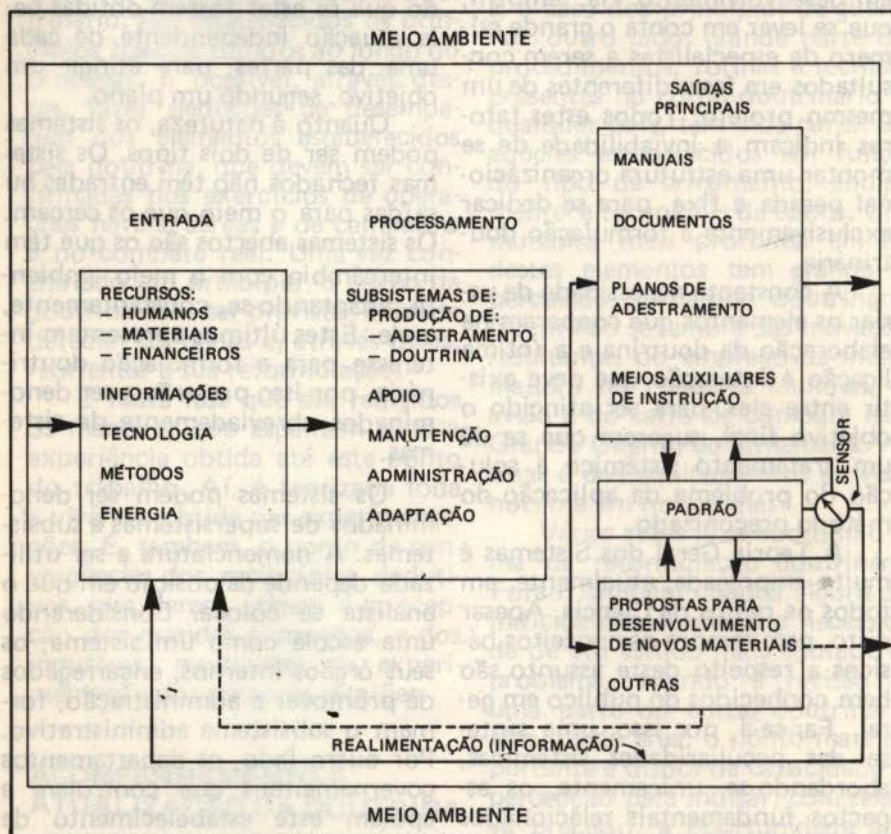 MEIO AMBIENTE
ENTRADA
RECURSOS:
– HUMANOS
– MATERIAIS
– FINANCEIROS
INFORMAÇÕES
TECNOLOGIA
MÉTODOS
ENERGIA
PROCESSAMENTO
SUBSISTEMAS DE:
PRODUÇÃO DE:
– ADESTRAMENTO
– DOUTRINA
APOIO
MANUTENÇÃO
ADMINISTRAÇÃO
ADAPTAÇÃO
SAÍDAS
PRINCIPAIS
MANUAIS
DOCUMENTOS
PLANOS DE
ADESTRAMENTO
MEIOS AUXILIARES
DE INSTRUÇÃO
PADRÃO
SENSOR
PROPOSTAS PARA
DESENVOLVIMENTO
DE NOVOS MATERIAIS
OUTRAS
REALIMENTAÇÃO (INFORMAÇÃO)
MEIO AMBIENTE